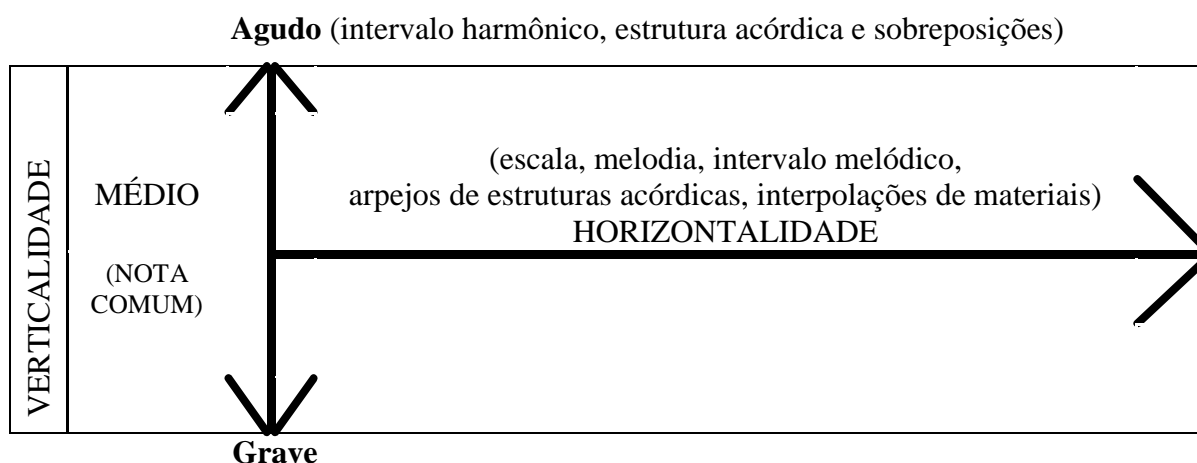 Agudo (intervalo harmônico, estrutura acórdica e sobreposições)
VERTICALIDADE
MÉDIO
(NOTA
COMUM)
(escala, melodia, intervalo melódico,
arpejos de estruturas acórdicas, interpolações de materiais)
HORIZONTALIDADE
Grave